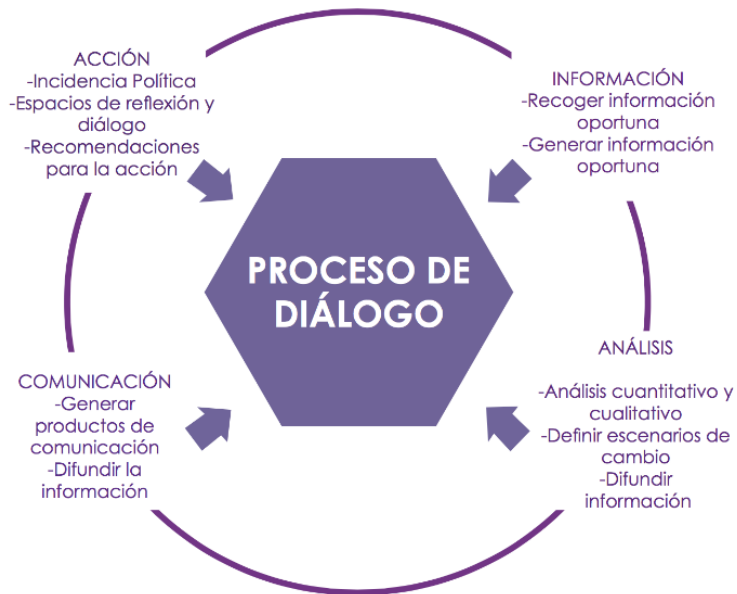 ACCIÓN
-Incidencia Política
-Espacios de reflexión y
diálogo
-Recomendaciones
para la acción
INFORMACIÓN
-Recoger información
oportuna
-Generar información
oportuna
PROCESO DE
DIÁLOGO
COMUNICACIÓN
-Generar
productos de
comunicación
-Difundir la
información
ANÁLISIS
-Análisis cuantitativo y
cualitativo
-Definir escenarios de
cambio
-Difundir
información